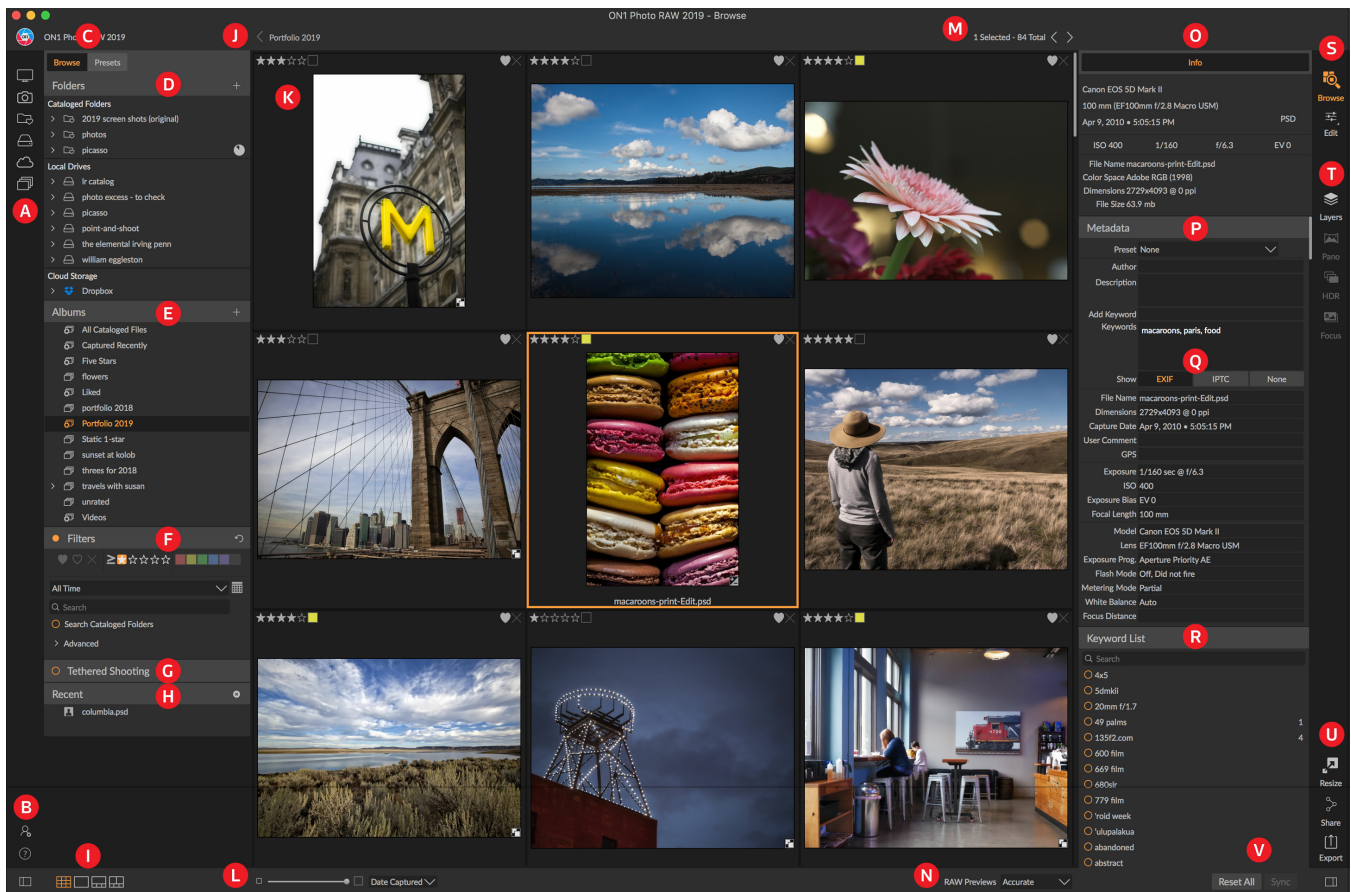 ON1 Photo RAW 2019 - Browse
C
J
M
O
S
ON1 Pho W 2019
Portfolio 2019
1 Selected - 84 Total
Info
Browse
Presets
D
Folders
Cataloged Folders
2019 screen shots (original)
photos
picasso
Local Drives
lr catalog
photo excess - to check
picasso
point-and-shoot
the elemental irving penn
william eggleston
Cloud Storage
Dropbox
A
E
Albums
All Cataloged Files
Captured Recently
Five Stars
flowers
Liked
portfolio 2018
Portfolio 2019
Static 1-star
sunset at kolob
threes for 2018
travels with susan
unrated
Videos
F
Filters
≥
All Time
Search
Search Cataloged Folders
Advanced
G
Tethered Shooting
H
Recent
columbia.psd
B
?
I
K
M
macaroons-print-Edit.psd
4720
L
Date Captured
N
RAW Previews Accurate
Canon EOS 5D Mark II
100 mm (EF100mm f/2.8 Macro USM)
Apr 9, 2010 • 5:05:15 PM
PSD
ISO 400
1/160
f/6.3
EV 0
File Name macaroons-print-Edit.psd
Color Space Adobe RGB (1998)
Dimensions 2729x4093 @ 0 ppi
File Size 63.9 mb
P
Metadata
Preset None
Author
Description
Add Keyword
Keywords macaroons, paris, food
Q
Show EXIF IPTC None
File Name macaroons-print-Edit.psd
Dimensions 2729x4093 @ 0 ppi
Capture Date Apr 9, 2010 • 5:05:15 PM
User Comment
GPS
Exposure 1/160 sec @ f/6.3
ISO 400
Exposure Bias EV 0
Focal Length 100 mm
Model Canon EOS 5D Mark II
Lens EF100mm f/2.8 Macro USM
Exposure Prog. Aperture Priority AE
Flash Mode Off, Did not fire
Metering Mode Partial
White Balance Auto
Focus Distance
R
Keyword List
Search
4x5
5dmkii
20mm f/1.7
49 palms 1
135f2.com 4
600 film
669 film
680slr
779 film
'roid week
'ulupalakua
abandoned
abstract
V
Reset All
Sync
Browse
Edit
T
Layers
Pano
HDR
Focus
U
Resize
Share
Export